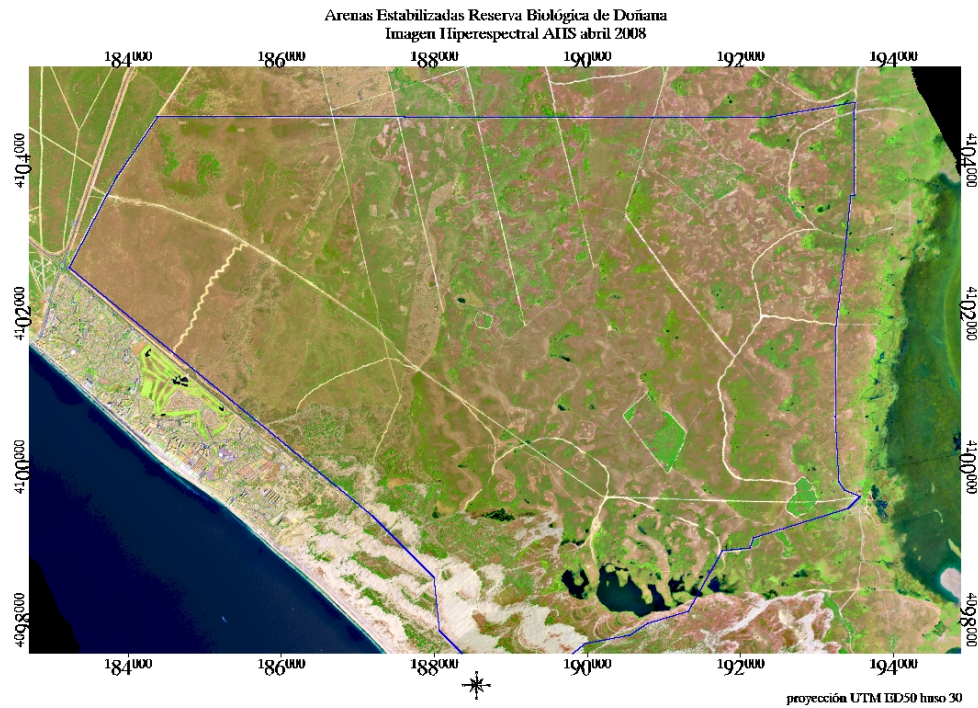 Arenas Estabilizadas Reserva Biológica de Doñana
Imagen Hiperespectral AHS abril 2008
184000 186000 188000 190000 192000 194000
4104000 4104000
4102000 4102000
4100000 4100000
4098000 4098000
184000 186000 188000 190000 192000 194000
proyección UTM ED50 huso 30